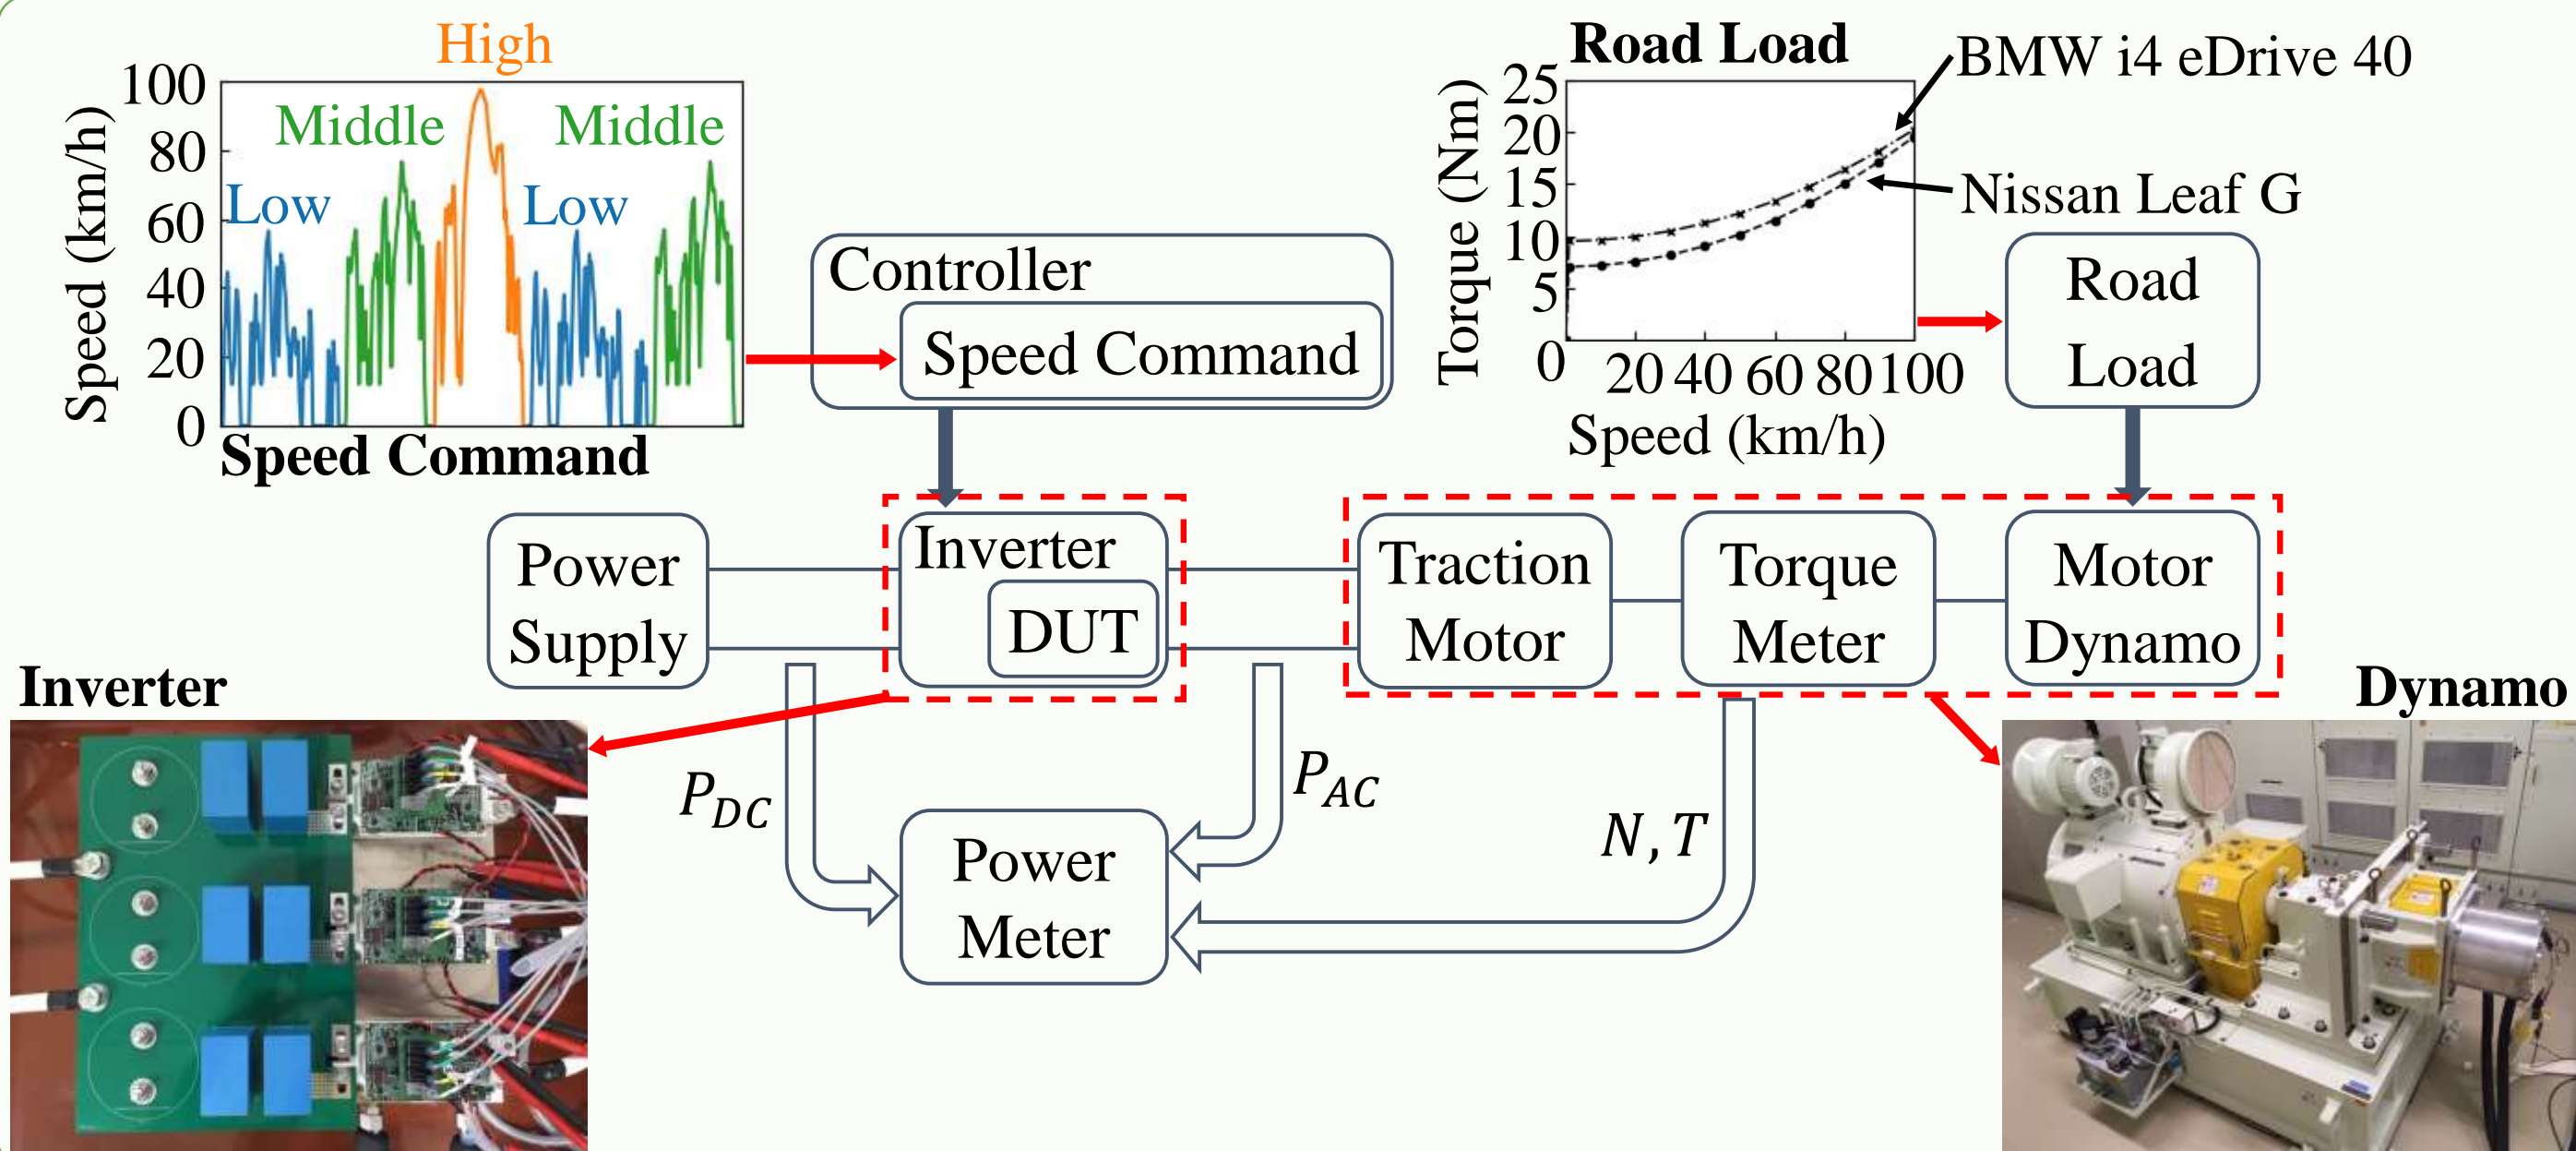 High
Middle
Middle
Low
Low
Speed (km/h)
100
80
60
40
20
0
Speed Command
Controller
Speed Command
Road Load
BMW i4 eDrive 40
Nissan Leaf G
Torque (Nm)
25
20
15
10
5
0
20 40 60 80 100
Speed (km/h)
Road
Load
Power
Supply
Inverter
DUT
Traction
Motor
Torque
Meter
Motor
Dynamo
Inverter
Dynamo
P_DC
P_AC
N, T
Power
Meter